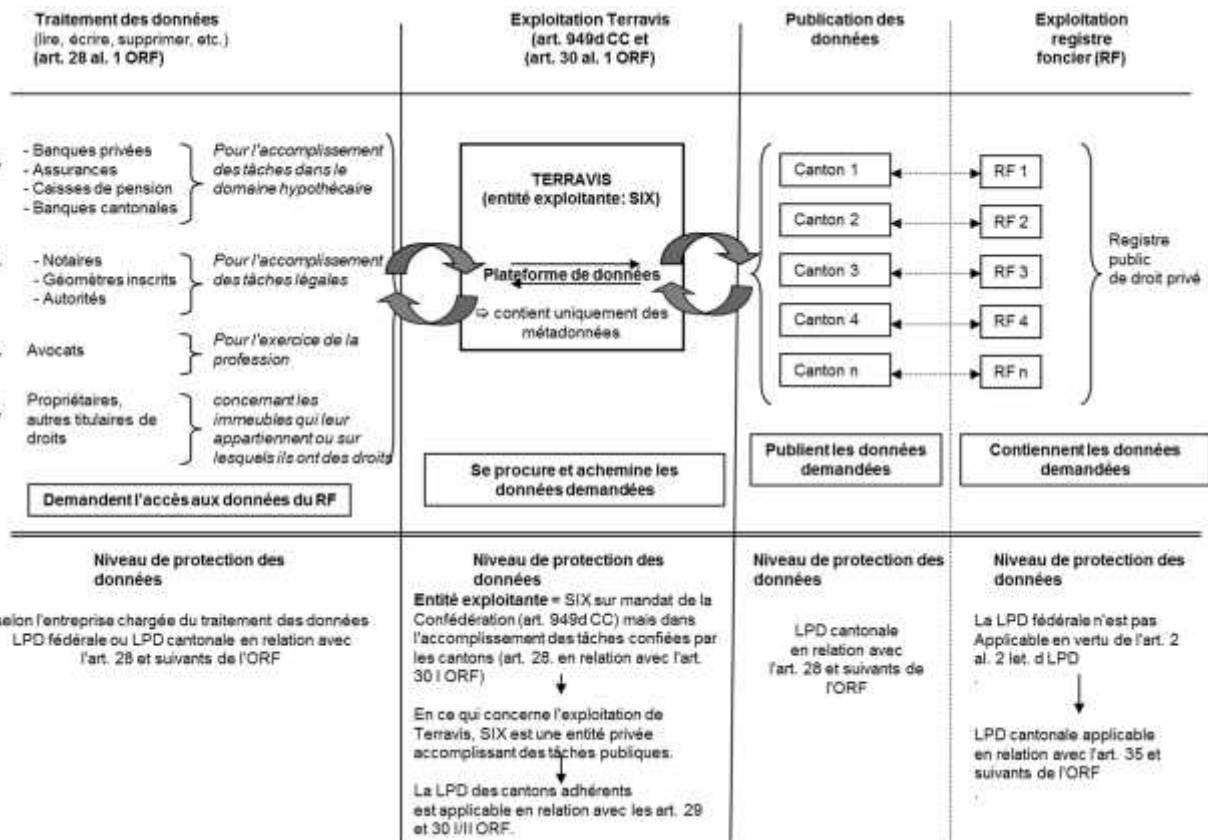 Traitement des données
(lire, écrire, supprimer, etc.)
(art. 28 al. 1 ORF)
Exploitation Terravis
(art. 949d CC et
(art. 30 al. 1 ORF)
Publication des
données
Exploitation
registre
foncier (RF)
- Banques privées
- Assurances
- Caisses de pension
- Banques cantonales
Pour l'accomplissement
des tâches dans le
domaine hypothécaire
- Notaires
- Géomètres inscrits
- Autorités
Pour l'accomplissement
des tâches légales
Avocats
Pour l'exercice de la
profession
Propriétaires,
autres titulaires de
droits
concernant les
immeubles qui leur
appartiennent ou sur
lesquels ils ont des droits
Demandent l'accès aux données du RF
TERRAVIS
(entité exploitante: SIX)
Plateforme de données
⇨ contient uniquement des
métadonnées
Se procure et achemine les
données demandées
Canton 1
Canton 2
Canton 3
Canton 4
Canton n
Publient les données
demandées
RF 1
RF 2
RF 3
RF 4
RF n
Registre
public
de droit privé
Contiennent les données
demandées
Niveau de protection des
données
selon l'entreprise chargée du traitement des données
LPD fédérale ou LPD cantonale en relation avec
l'art. 28 et suivants de l'ORF
Niveau de protection des
données
Entité exploitante = SIX sur mandat de la
Confédération (art. 949d CC) mais dans
l'accomplissement des tâches confiées par
les cantons (art. 28. en relation avec l'art.
30 I ORF)
En ce qui concerne l'exploitation de
Terravis, SIX est une entité privée
accomplissant des tâches publiques.
La LPD des cantons adhérents
est applicable en relation avec les art. 29
et 30 I/II ORF.
Niveau de protection des
données
LPD cantonale
en relation avec
l'art. 28 et suivants de
l'ORF
Niveau de protection des
données
La LPD fédérale n'est pas
Applicable en vertu de l'art. 2
al. 2 let. d LPD
.
LPD cantonale applicable
en relation avec l'art. 35 et
suivants de l'ORF
.